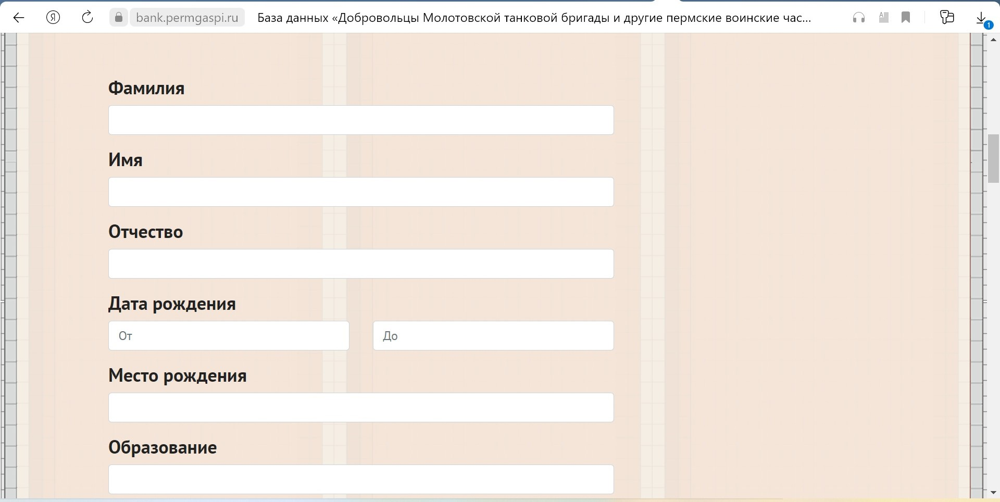 bank.permgaspi.ru База данных «Добровольцы Молотовской танковой бригады и другие пермские воинские час...
1
Фамилия
Имя
Отчество
Дата рождения
От До
Место рождения
Образование